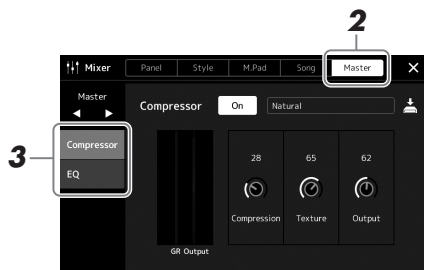 2
Mixer Panel Style M.Pad Song Master
Master
Compressor On Natural
3
Compressor
EQ
28 65 62
Compression Texture Output
GR Output